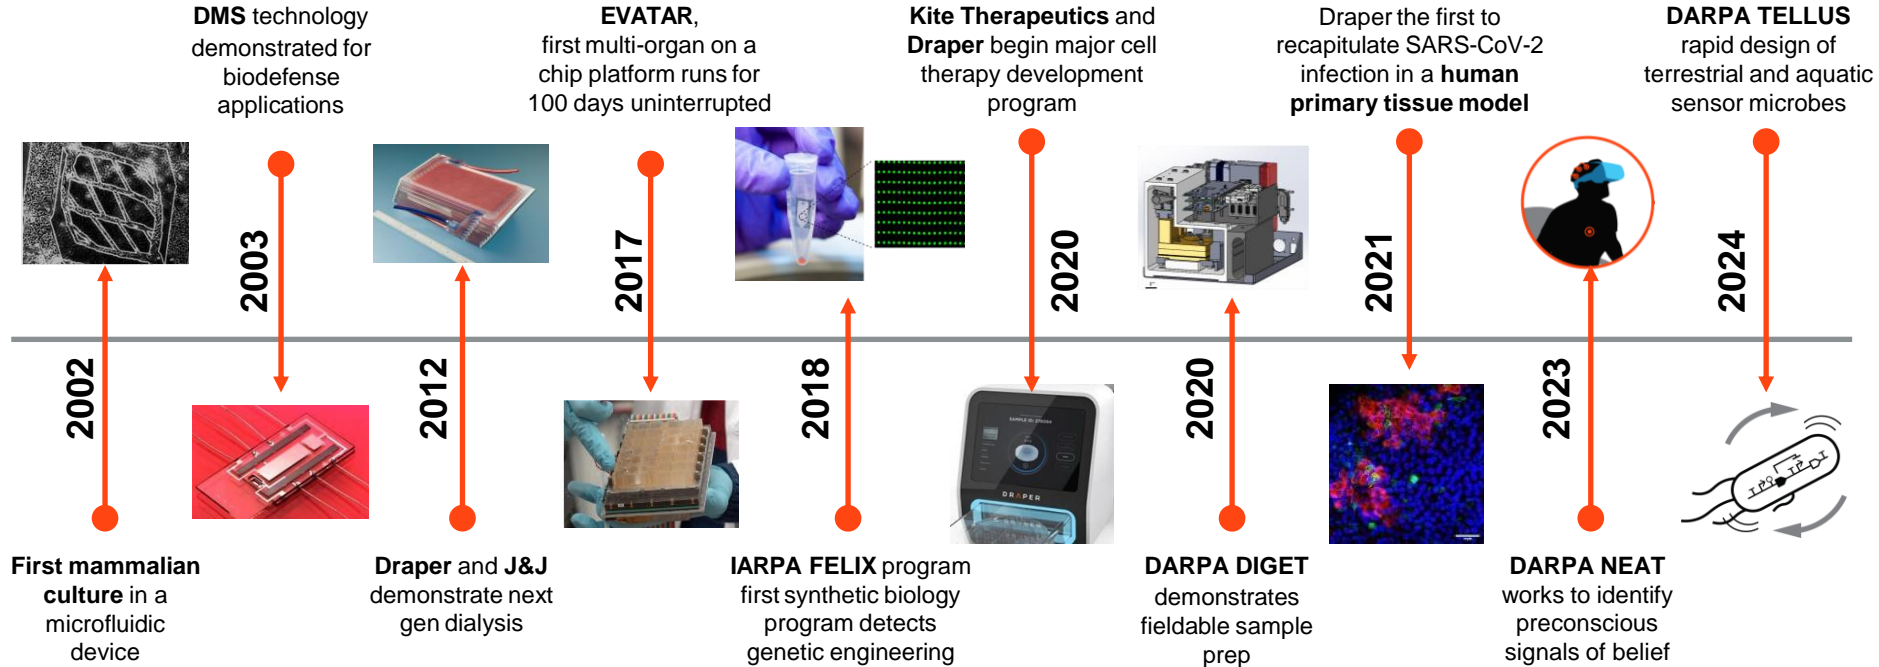 DMS technology
demonstrated for
biodefense
applications
EVATAR,
first multi-organ on a
chip platform runs for
100 days uninterrupted
Kite Therapeutics and
Draper begin major cell
therapy development
program
Draper the first to
recapitulate SARS-CoV-2
infection in a human
primary tissue model
DARPA TELLUS
rapid design of
terrestrial and aquatic
sensor microbes
2002
2003
2012
2017
2018
2020
2020
2021
2023
2024
DRAPER
First mammalian
culture in a
microfluidic
device
Draper and J&J
demonstrate next
gen dialysis
IARPA FELIX program
first synthetic biology
program detects
genetic engineering
DARPA DIGET
demonstrates
fieldable sample
prep
DARPA NEAT
works to identify
preconscious
signals of belief